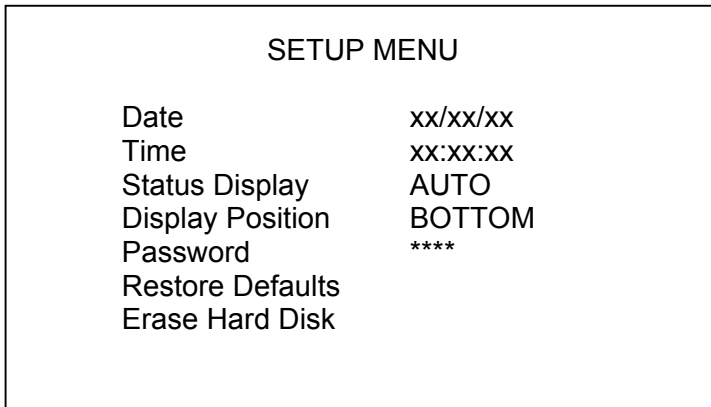 SETUP MENU
Date xx/xx/xx
Time xx:xx:xx
Status Display AUTO
Display Position BOTTOM
Password ****
Restore Defaults
Erase Hard Disk